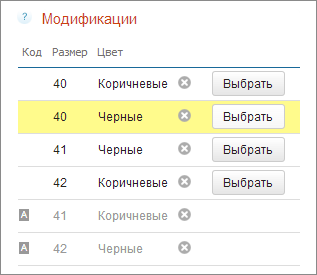 ? Модификации
Код Размер Цвет
40 Коричневые Выбрать
40 Черные Выбрать
41 Черные Выбрать
42 Коричневые Выбрать
А 41 Коричневые
А 42 Черные